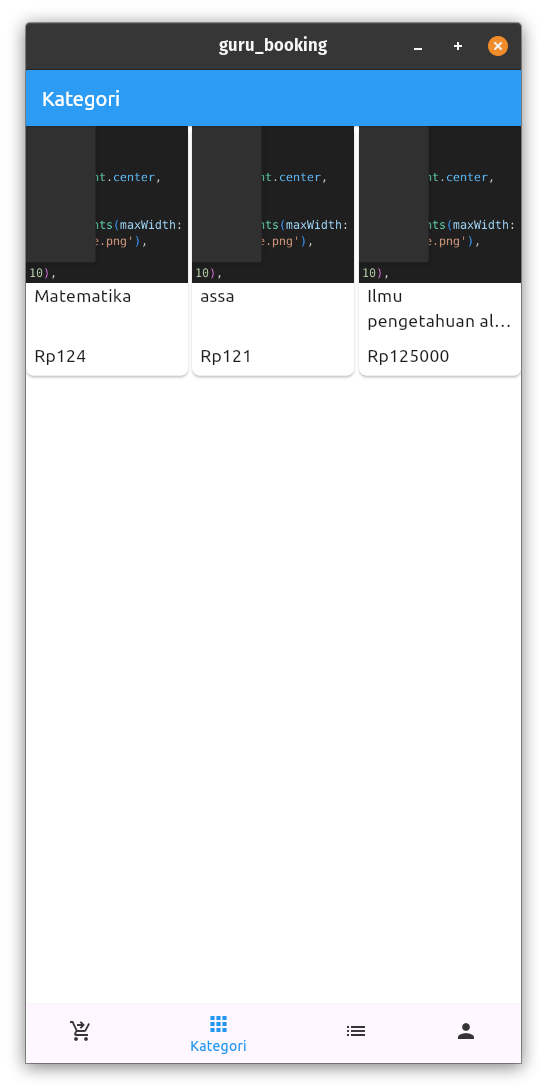 guru_booking
Kategori
nt.center, nt.center, nt.center,
nts(maxWidth: nts(maxWidth: nts(maxWidth:
e.png'), e.png'), e.png'),
10), 10), 10),
Matematika assa Ilmu
pengetahuan al...
Rp124 Rp121 Rp125000
Kategori